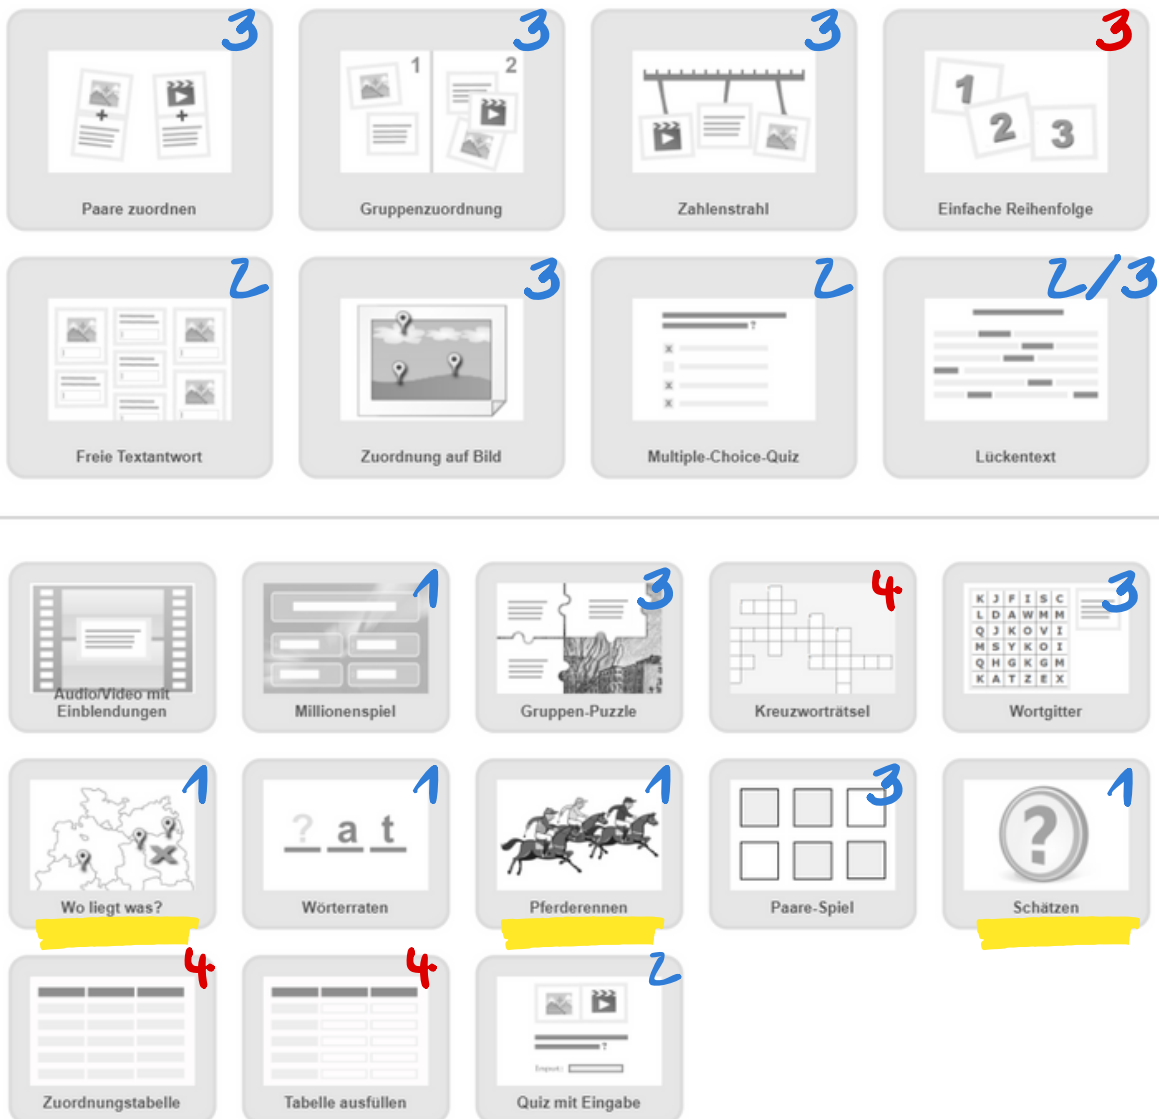 3 3 3 3
1 2
1 2 3
Paare zuordnen Gruppenzuordnung Zahlenstrahl Einfache Reihenfolge
2 3 2 2/3
?
x
x
x
Freie Textantwort Zuordnung auf Bild Multiple-Choice-Quiz Lückentext
1 3 4 3
K J F I S C
L D A W M M
Q J K O V I
M S Y K O I
Q H G K G M
K A T Z E X
Audio/Video mit
Einblendungen Millionenspiel Gruppen-Puzzle Kreuzworträtsel Wortgitter
1 1 1 3 1
? a t ?
Wo liegt was? Wörterraten Pferderennen Paare-Spiel Schätzen
4 4 2
?
Input:
Zuordnungstabelle Tabelle ausfüllen Quiz mit Eingabe